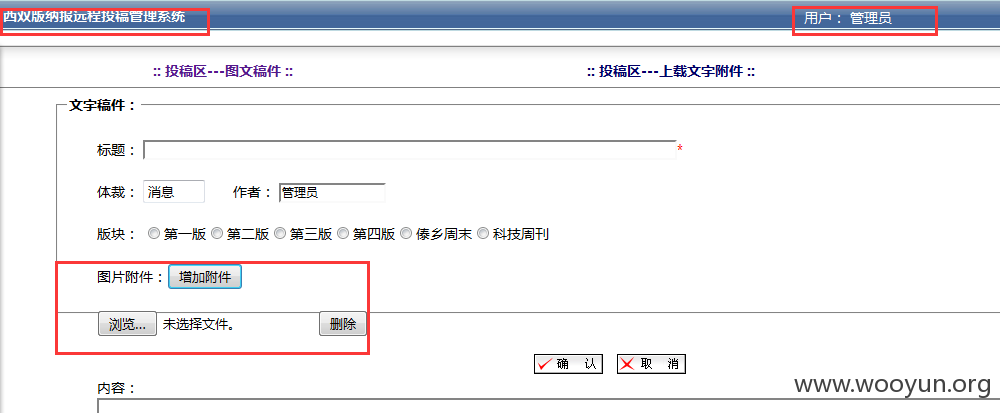 西双版纳报远程投稿管理系统 用户： 管理员
:: 投稿区---图文稿件 :: :: 投稿区---上载文字附件 ::
文字稿件：
标题： *
体裁： 消息 作者： 管理员
版块： 第一版 第二版 第三版 第四版 傣乡周末 科技周刊
图片附件： 增加附件
浏览... 未选择文件。 删除
确 认 取 消
内容：
www.wooyun.org